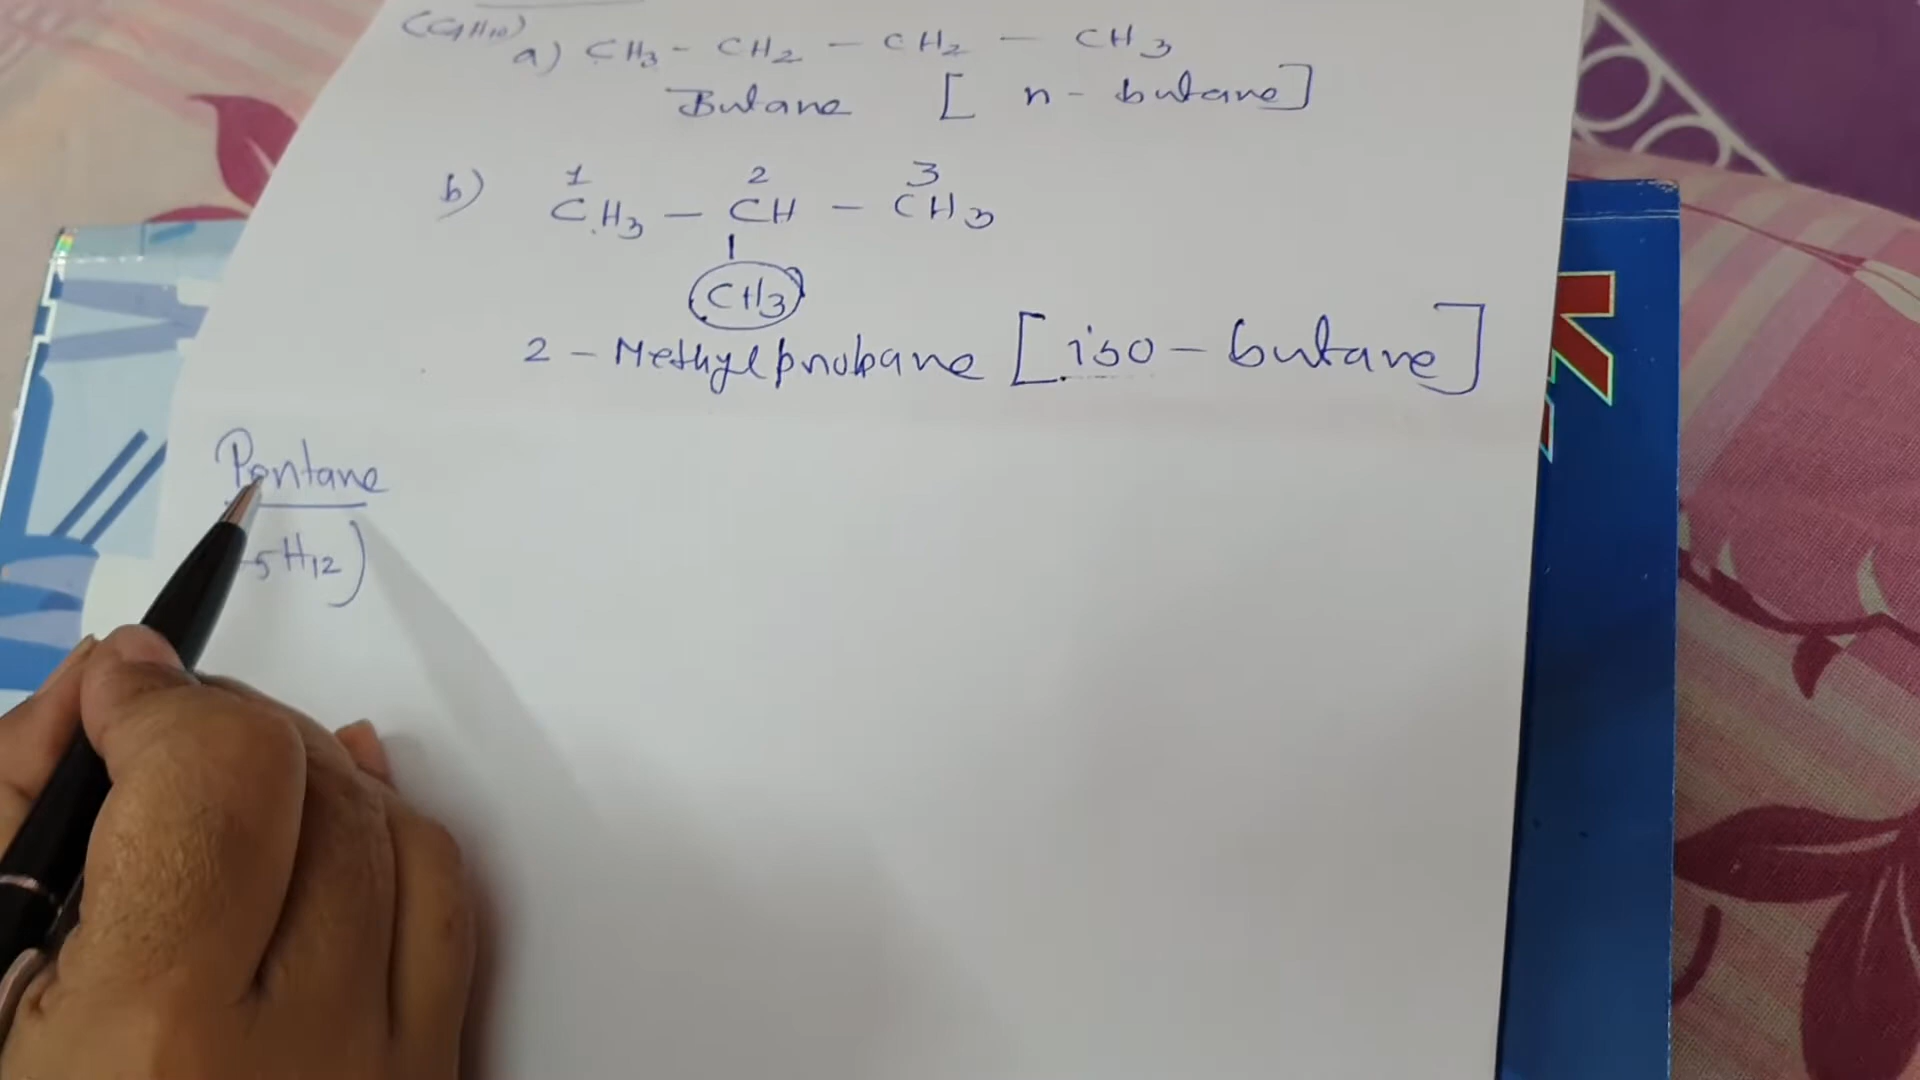 (C4H10)
a) CH3 - CH2 - CH2 - CH3
Butane [ n - butane]
b) 1 2 3
CH3 - CH - CH3
|
CH3
2 - Methylpropane [iso - butane]
Pentane
5H12)